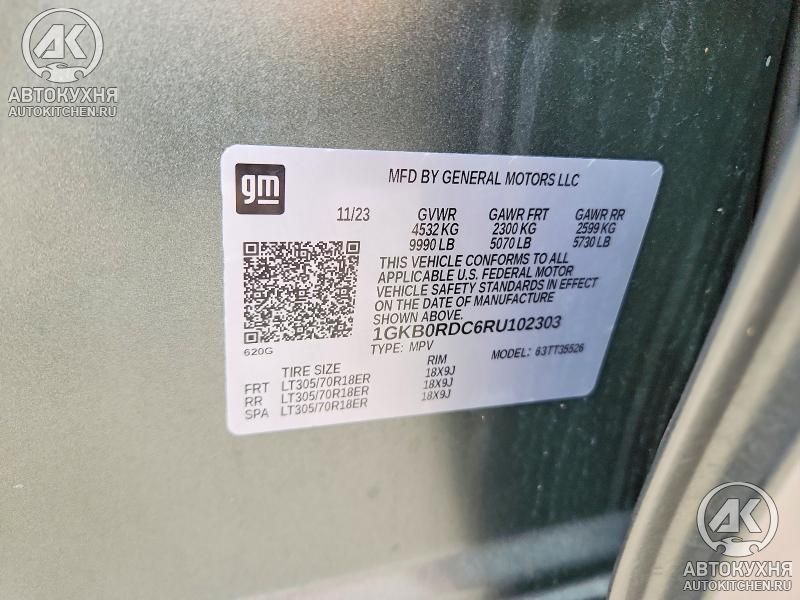 AK
АВТОКУХНЯ
AUTOKITCHEN.RU
gm
MFD BY GENERAL MOTORS LLC
11/23 GVWR GAWR FRT GAWR RR
4532 KG 2300 KG 2599 KG
9990 LB 5070 LB 5730 LB
THIS VEHICLE CONFORMS TO ALL
APPLICABLE U.S. FEDERAL MOTOR
VEHICLE SAFETY STANDARDS IN EFFECT
ON THE DATE OF MANUFACTURE
SHOWN ABOVE.
1GKB0RDC6RU102303
620G
TYPE: MPV MODEL: 63TT35526
TIRE SIZE RIM
FRT LT305/70R18ER 18X9J
RR LT305/70R18ER 18X9J
SPA LT305/70R18ER 18X9J
AK
АВТОКУХНЯ
AUTOKITCHEN.RU